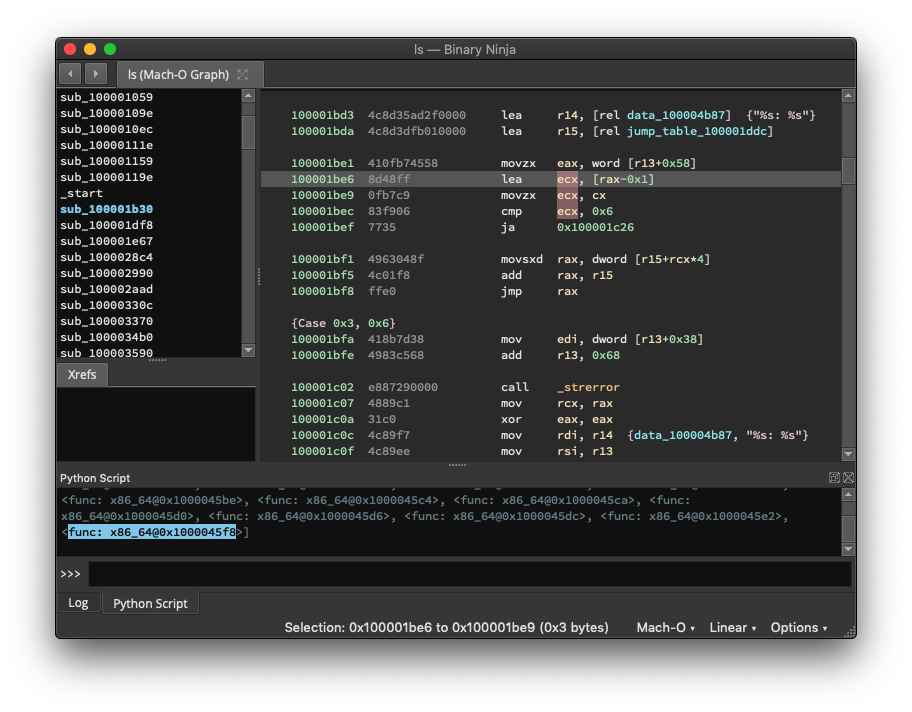 ls — Binary Ninja
ls (Mach-O Graph)
sub_100001059
sub_10000109e
sub_1000010ec
sub_10000111e
sub_100001159
sub_10000119e
_start
sub_100001b30
sub_100001df8
sub_100001e67
sub_1000028c4
sub_100002990
sub_100002aad
sub_10000330c
sub_100003370
sub_1000034b0
sub_100003590
Xrefs
100001bd3 4c8d35ad2f0000 lea r14, [rel data_100004b87] {"%s: %s"}
100001bda 4c8d3dfb010000 lea r15, [rel jump_table_100001ddc]
100001be1 410fb74558 movzx eax, word [r13+0x58]
100001be6 8d48ff lea ecx, [rax-0x1]
100001be9 0fb7c9 movzx ecx, cx
100001bec 83f906 cmp ecx, 0x6
100001bef 7735 ja 0x100001c26
100001bf1 4963048f movsxd rax, dword [r15+rcx*4]
100001bf5 4c01f8 add rax, r15
100001bf8 ffe0 jmp rax
{Case 0x3, 0x6}
100001bfa 418b7d38 mov edi, dword [r13+0x38]
100001bfe 4983c568 add r13, 0x68
100001c02 e887290000 call _strerror
100001c07 4889c1 mov rcx, rax
100001c0a 31c0 xor eax, eax
100001c0c 4c89f7 mov rdi, r14 {data_100004b87, "%s: %s"}
100001c0f 4c89ee mov rsi, r13
Python Script
<func: x86_64@0x1000045be>, <func: x86_64@0x1000045c4>, <func: x86_64@0x1000045ca>, <func:
x86_64@0x1000045d0>, <func: x86_64@0x1000045d6>, <func: x86_64@0x1000045dc>, <func: x86_64@0x1000045e2>,
<func: x86_64@0x1000045f8>]
>>>
Log Python Script
Selection: 0x100001be6 to 0x100001be9 (0x3 bytes) Mach-O Linear Options